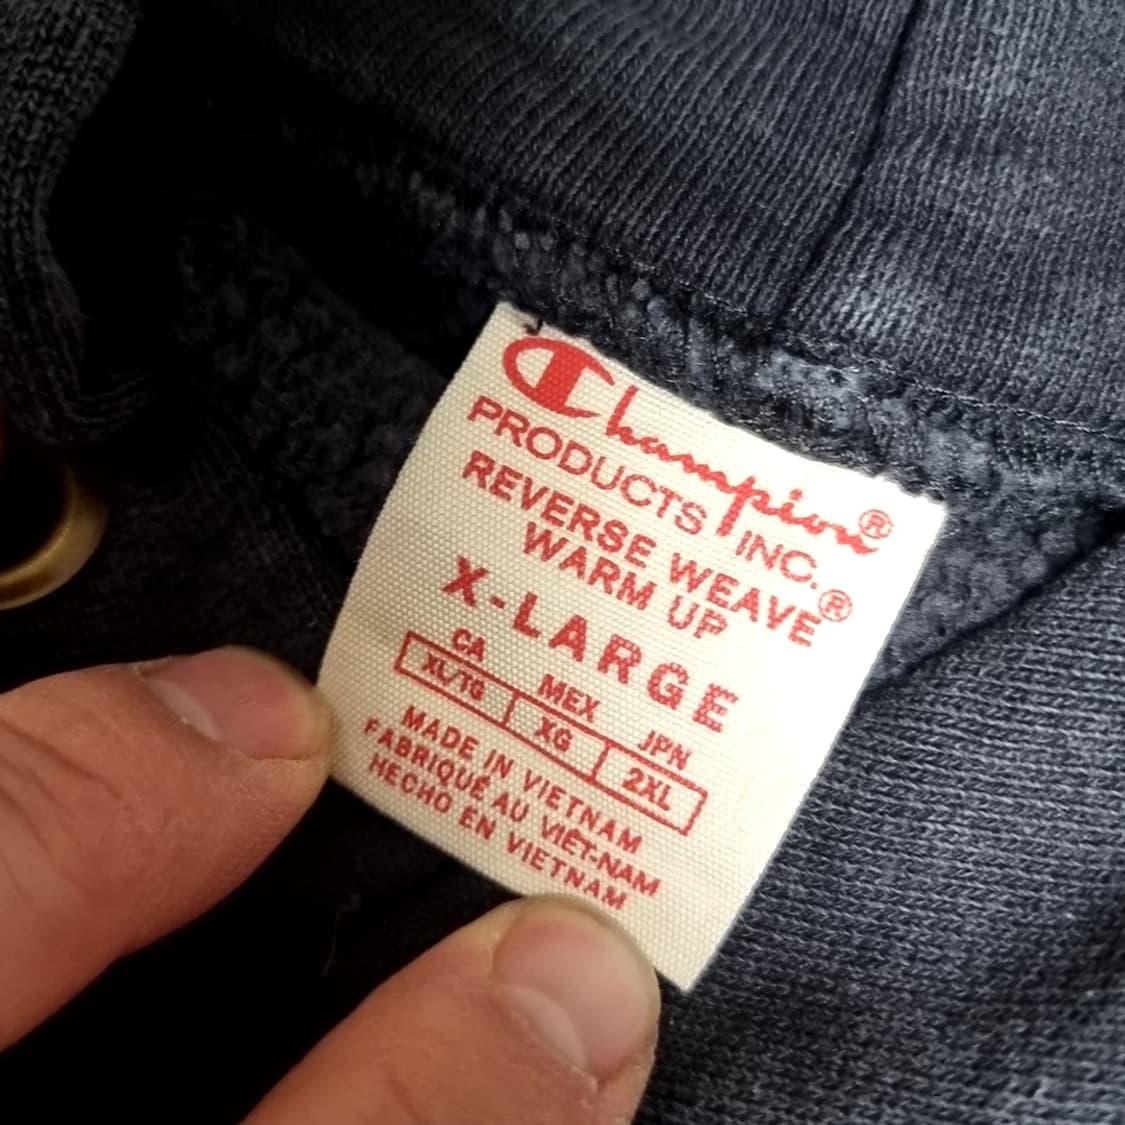 Champion®
PRODUCTS INC.
REVERSE WEAVE®
WARM UP
X-LARGE
CA MEX JPN
XL/TG XG 2XL
MADE IN VIETNAM
FABRIQUÉ AU VIÊT-NAM
HECHO EN VIETNAM